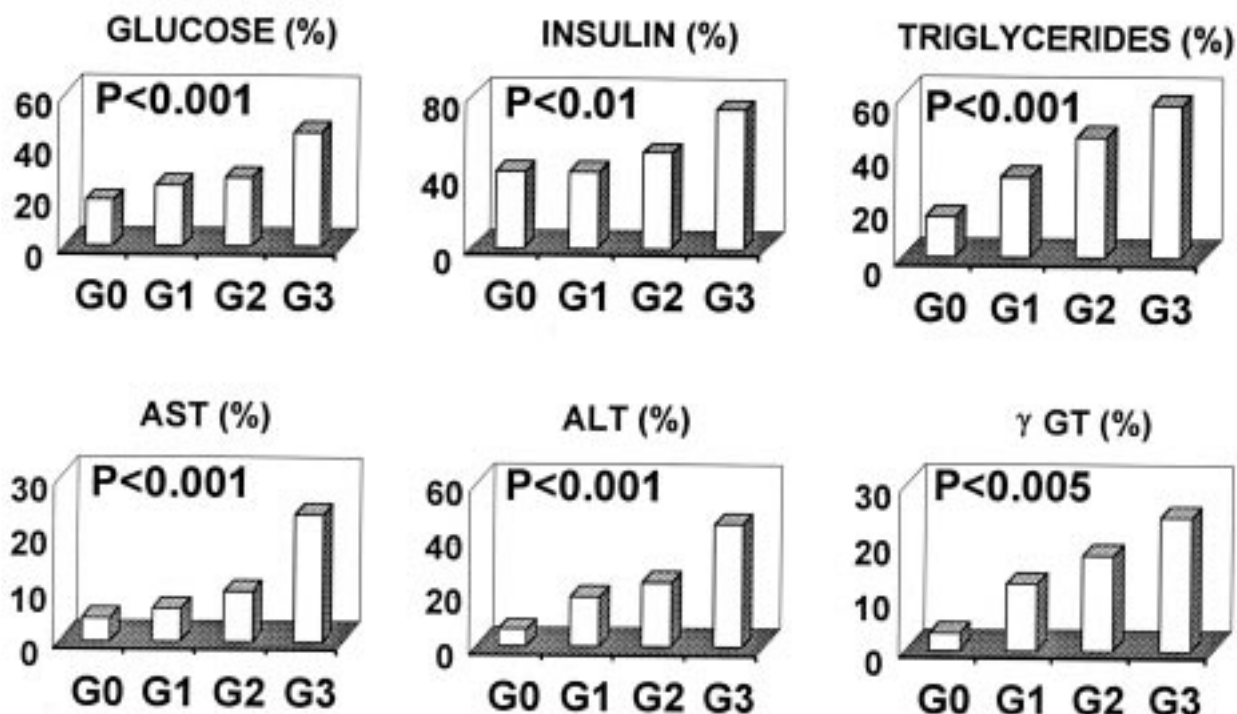 GLUCOSE (%)
60
40
20
0
P<0.001
G0 G1 G2 G3
INSULIN (%)
80
40
0
P<0.01
G0 G1 G2 G3
TRIGLYCERIDES (%)
60
40
20
0
P<0.001
G0 G1 G2 G3
AST (%)
30
20
10
0
P<0.001
G0 G1 G2 G3
ALT (%)
60
40
20
0
P<0.001
G0 G1 G2 G3
γ GT (%)
30
20
10
0
P<0.005
G0 G1 G2 G3